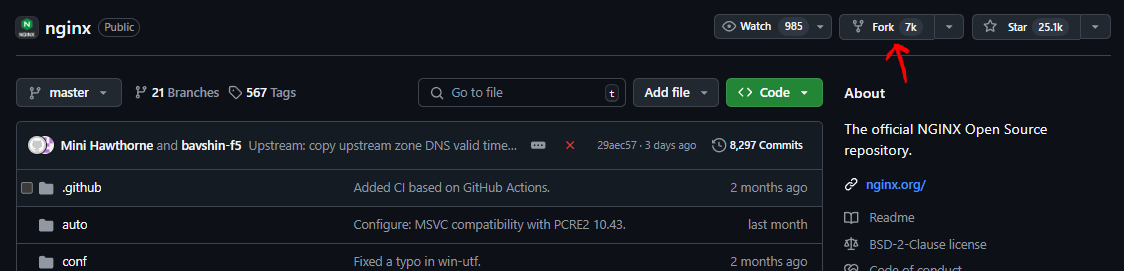 nginx Public Watch 985 Fork 7k Star 25.1k
NGINX
master 21 Branches 567 Tags Go to file t Add file Code
About
Mini Hawthorne and bavshin-f5 Upstream: copy upstream zone DNS valid time... 29aec57 · 3 days ago 8,297 Commits
The official NGINX Open Source
repository.
.github Added CI based on GitHub Actions. 2 months ago
nginx.org/
auto Configure: MSVC compatibility with PCRE2 10.43. last month
Readme
BSD-2-Clause license
conf Fixed a typo in win-utf. 2 months ago
Code of conduct